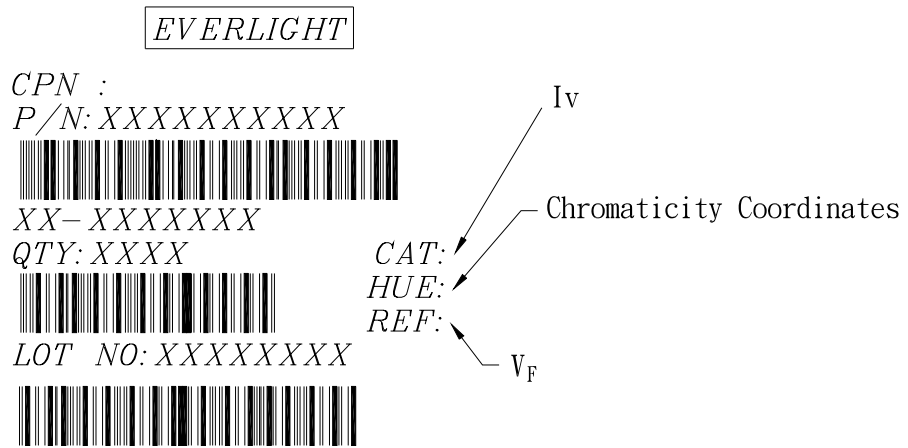 EVERLIGHT
CPN :
P/N: XXXXXXXXXX
XX-XXXXXXX
QTY: XXXX
LOT NO: XXXXXXXX
CAT:
HUE:
REF:
Iv
Chromaticity Coordinates
VF